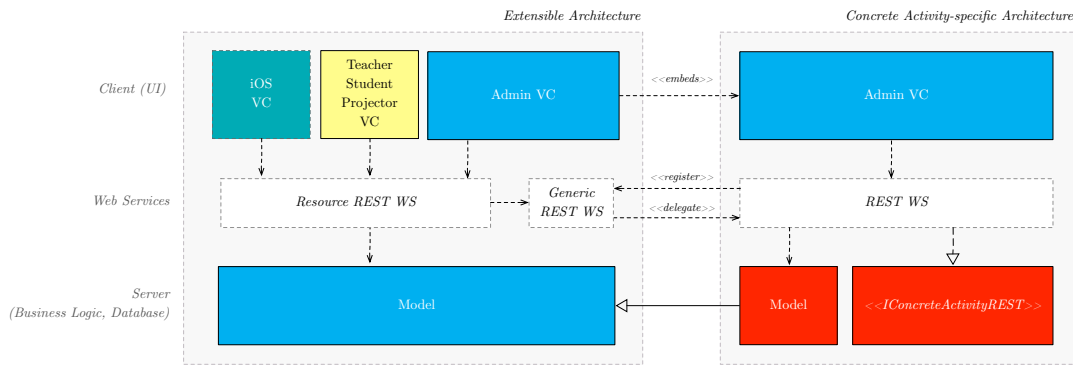 Extensible Architecture
Concrete Activity-specific Architecture
Client (UI)
iOS
VC
Teacher
Student
Projector
VC
Admin VC
<<embeds>>
Admin VC
Web Services
Resource REST WS
Generic
REST WS
<<register>>
<<delegate>>
REST WS
Server
(Business Logic, Database)
Model
Model
<<IConcreteActivityREST>>